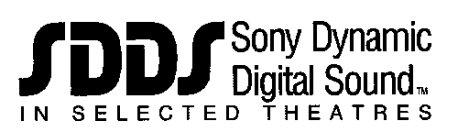 SDDS Sony Dynamic
Digital Sound™
IN SELECTED THEATRES